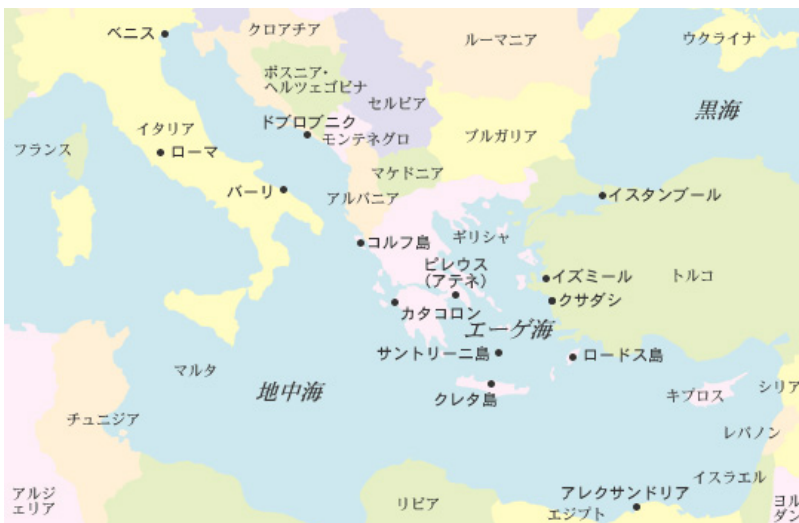 ベニス
クロアチア
ルーマニア
ウクライナ
ボスニア・
ヘルツェゴビナ
セルビア
黒海
ドブロブニク
イタリア
モンテネグロ
ブルガリア
フランス
ローマ
マケドニア
バーリ
アルバニア
イスタンブール
コルフ島
ギリシャ
ピレウス
(アテネ)
イズミール
トルコ
クサダシ
カタコロン
エーゲ海
サントリーニ島
ロードス島
マルタ
地中海
クレタ島
キプロス
シリア
チュニジア
レバノン
イスラエル
アルジ
ェリア
リビア
アレクサンドリア
エジプト
ヨル
ダン